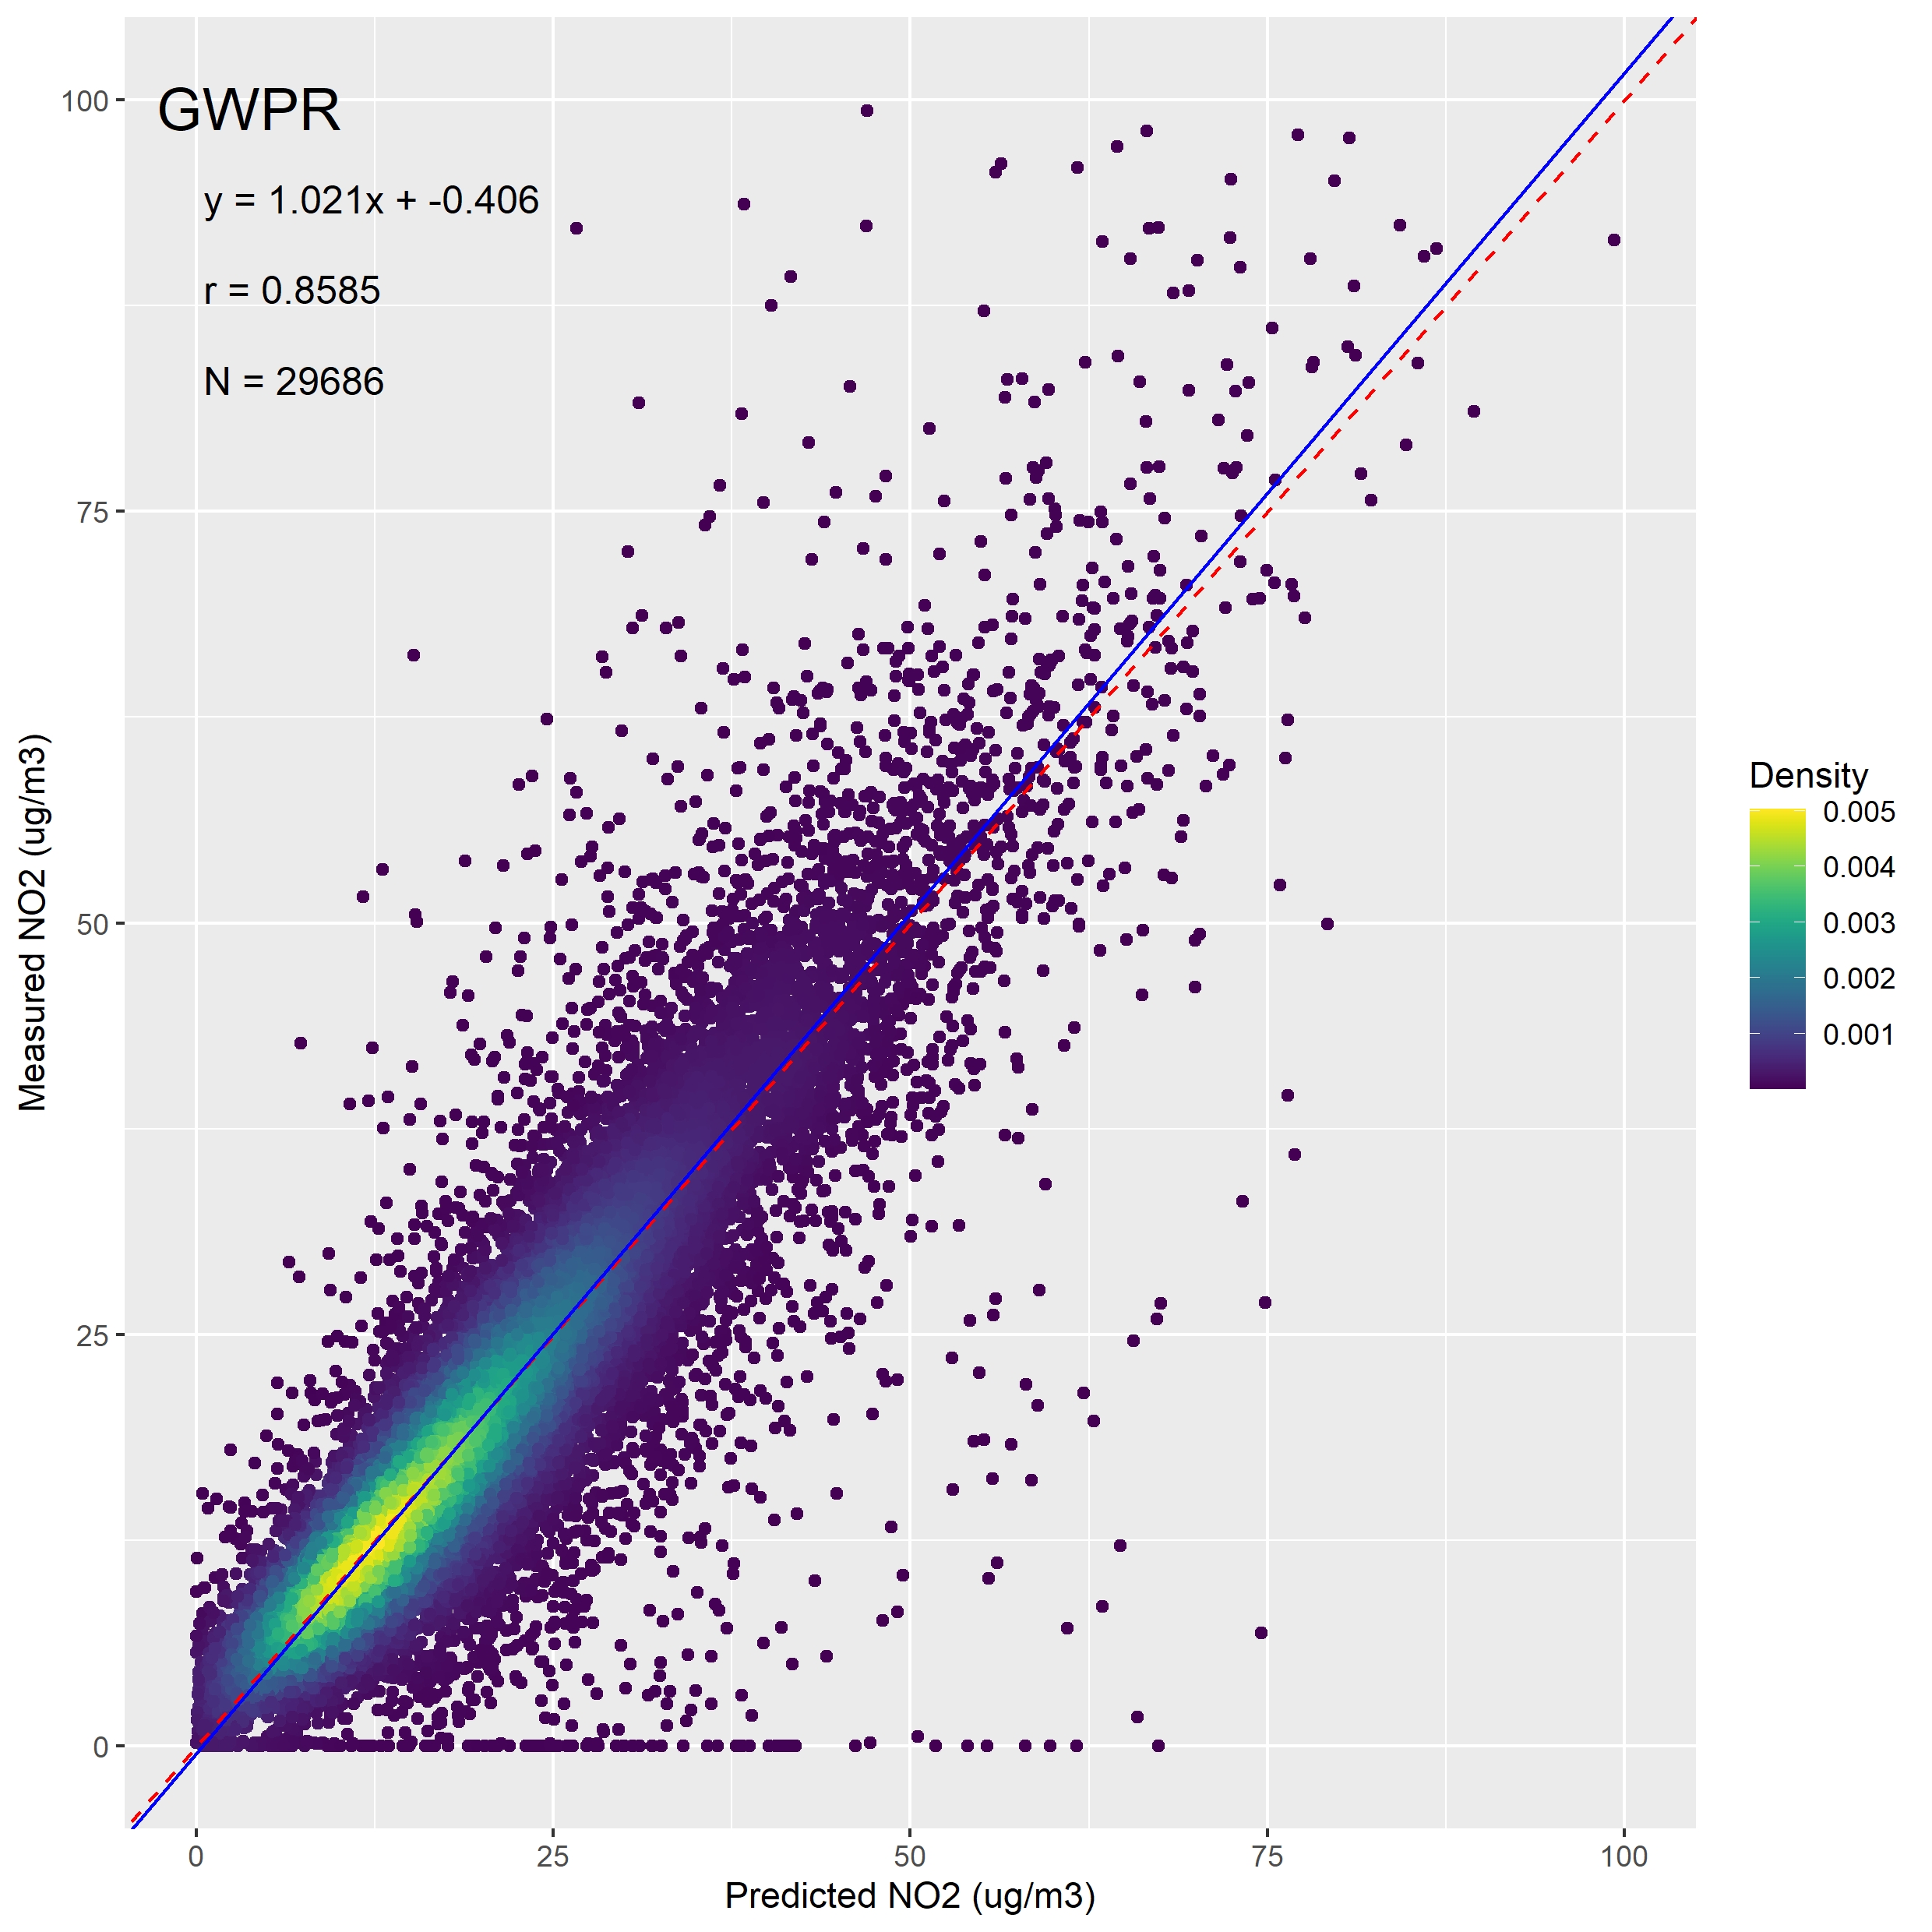 GWPR
y = 1.021x + -0.406
r = 0.8585
N = 29686
100
75
50
25
0
Measured NO2 (ug/m3)
0 25 50 75 100
Predicted NO2 (ug/m3)
Density
0.005
0.004
0.003
0.002
0.001